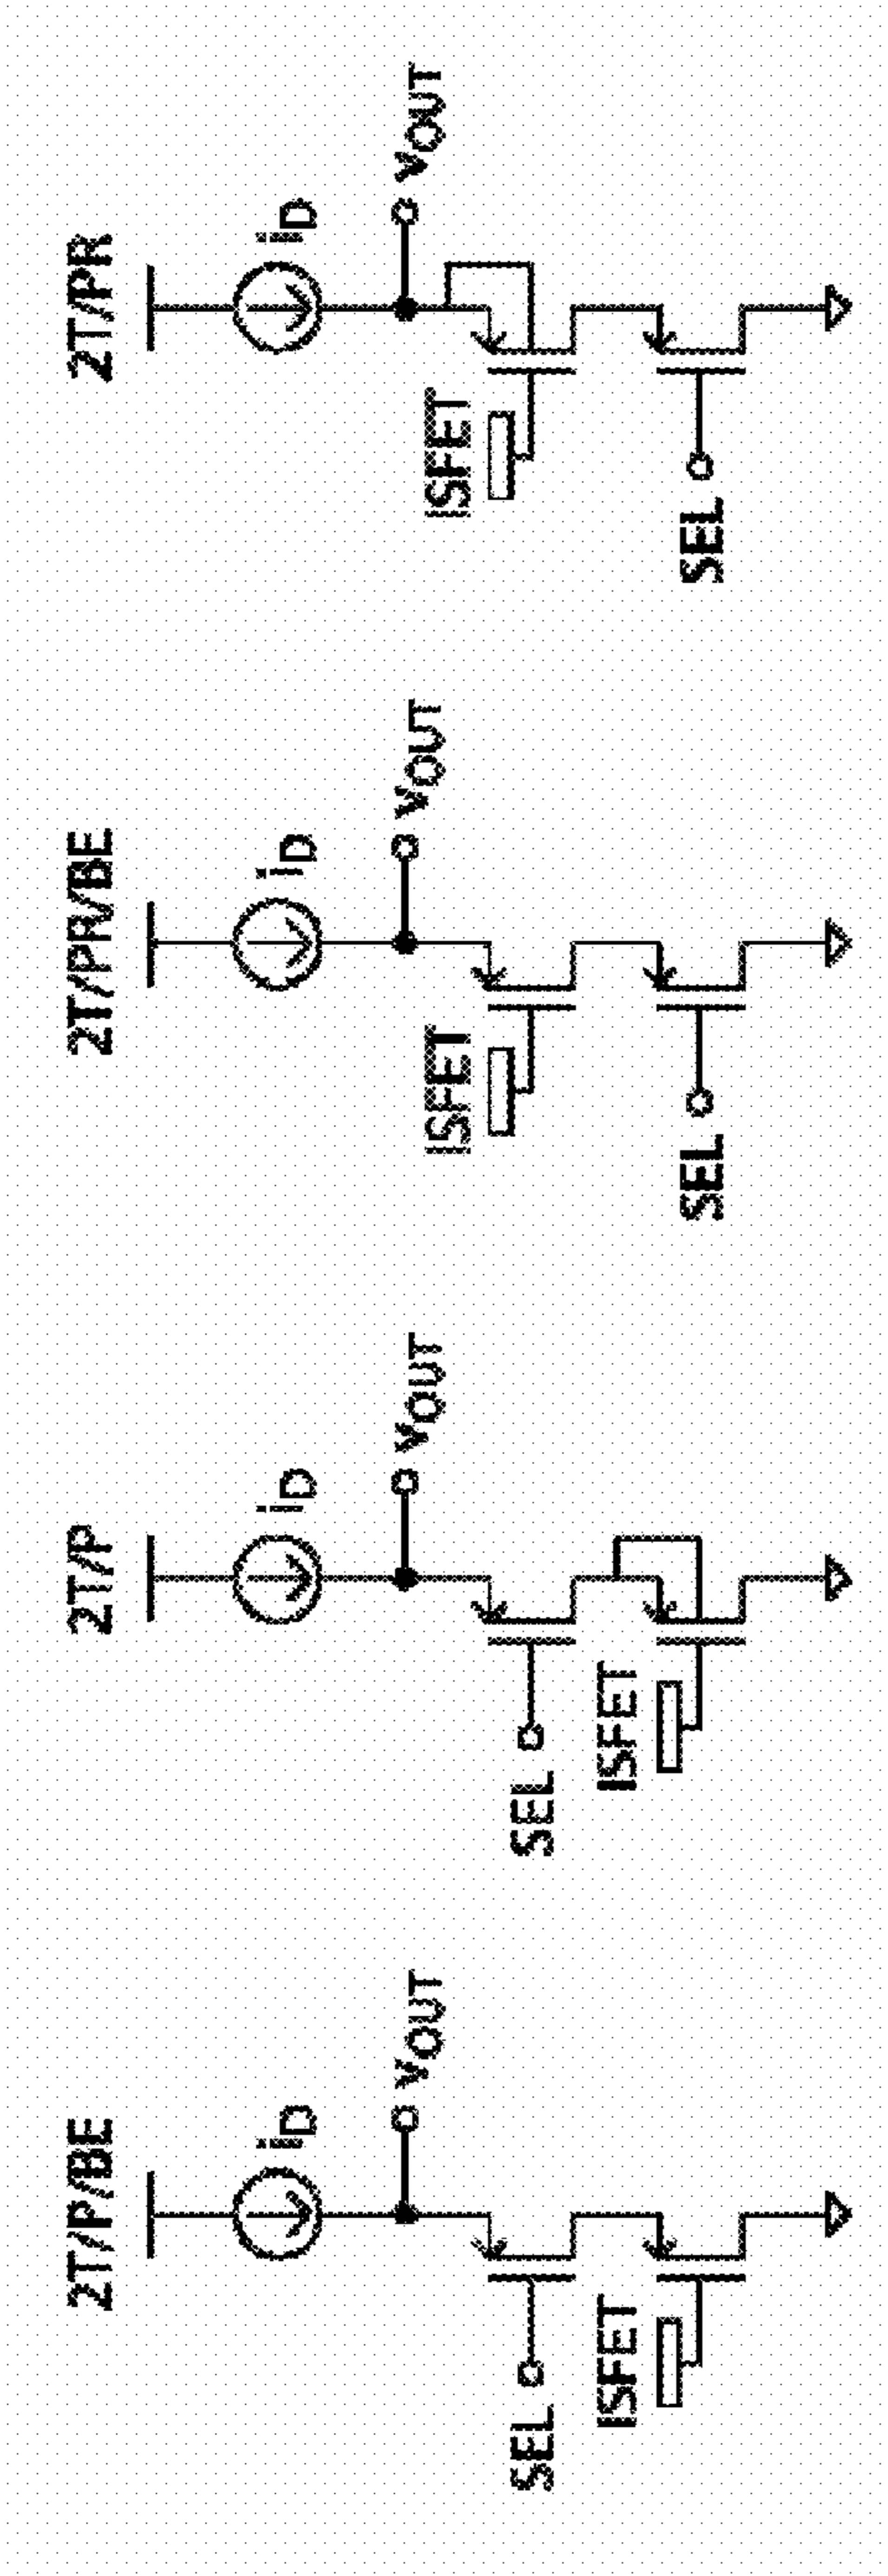 2T/P/BE
iD
VOUT
SEL
ISFET
2T/P
iD
VOUT
SEL
ISFET
2T/PR/BE
iD
VOUT
ISFET
SEL
2T/PR
iD
VOUT
ISFET
SEL